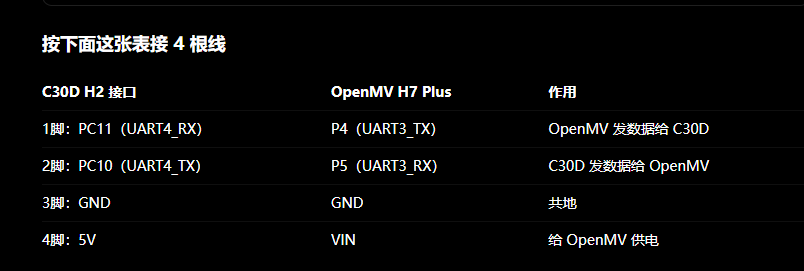 按下面这张表接 4 根线
C30D H2 接口 OpenMV H7 Plus 作用
1脚：PC11（UART4_RX） P4（UART3_TX） OpenMV 发数据给 C30D
2脚：PC10（UART4_TX） P5（UART3_RX） C30D 发数据给 OpenMV
3脚：GND GND 共地
4脚：5V VIN 给 OpenMV 供电